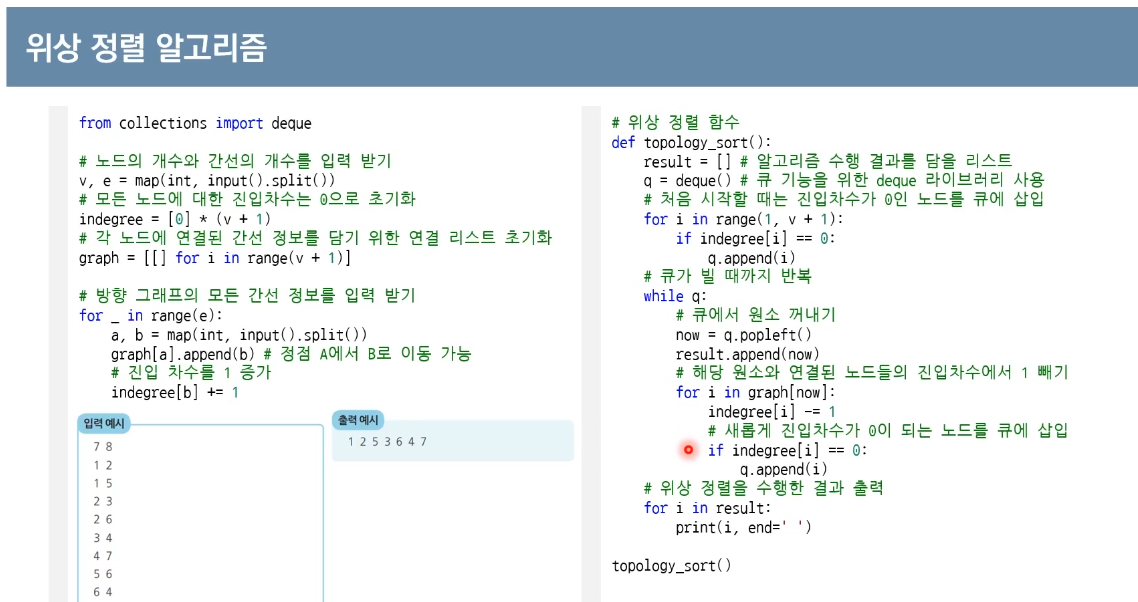 위상 정렬 알고리즘
from collections import deque
# 노드의 개수와 간선의 개수를 입력 받기
v, e = map(int, input().split())
# 모든 노드에 대한 진입차수는 0으로 초기화
indegree = [0] * (v + 1)
# 각 노드에 연결된 간선 정보를 담기 위한 연결 리스트 초기화
graph = [[] for i in range(v + 1)]
# 방향 그래프의 모든 간선 정보를 입력 받기
for _ in range(e):
    a, b = map(int, input().split())
    graph[a].append(b) # 정점 A에서 B로 이동 가능
    # 진입 차수를 1 증가
    indegree[b] += 1
입력 예시
7 8
1 2
1 5
2 3
2 6
3 4
4 7
5 6
6 4
출력 예시
1 2 5 3 6 4 7
# 위상 정렬 함수
def topology_sort():
    result = [] # 알고리즘 수행 결과를 담을 리스트
    q = deque() # 큐 기능을 위한 deque 라이브러리 사용
    # 처음 시작할 때는 진입차수가 0인 노드를 큐에 삽입
    for i in range(1, v + 1):
        if indegree[i] == 0:
            q.append(i)
    # 큐가 빌 때까지 반복
    while q:
        # 큐에서 원소 꺼내기
        now = q.popleft()
        result.append(now)
        # 해당 원소와 연결된 노드들의 진입차수에서 1 빼기
        for i in graph[now]:
            indegree[i] -= 1
            # 새롭게 진입차수가 0이 되는 노드를 큐에 삽입
            if indegree[i] == 0:
                q.append(i)
    # 위상 정렬을 수행한 결과 출력
    for i in result:
        print(i, end=' ')
topology_sort()